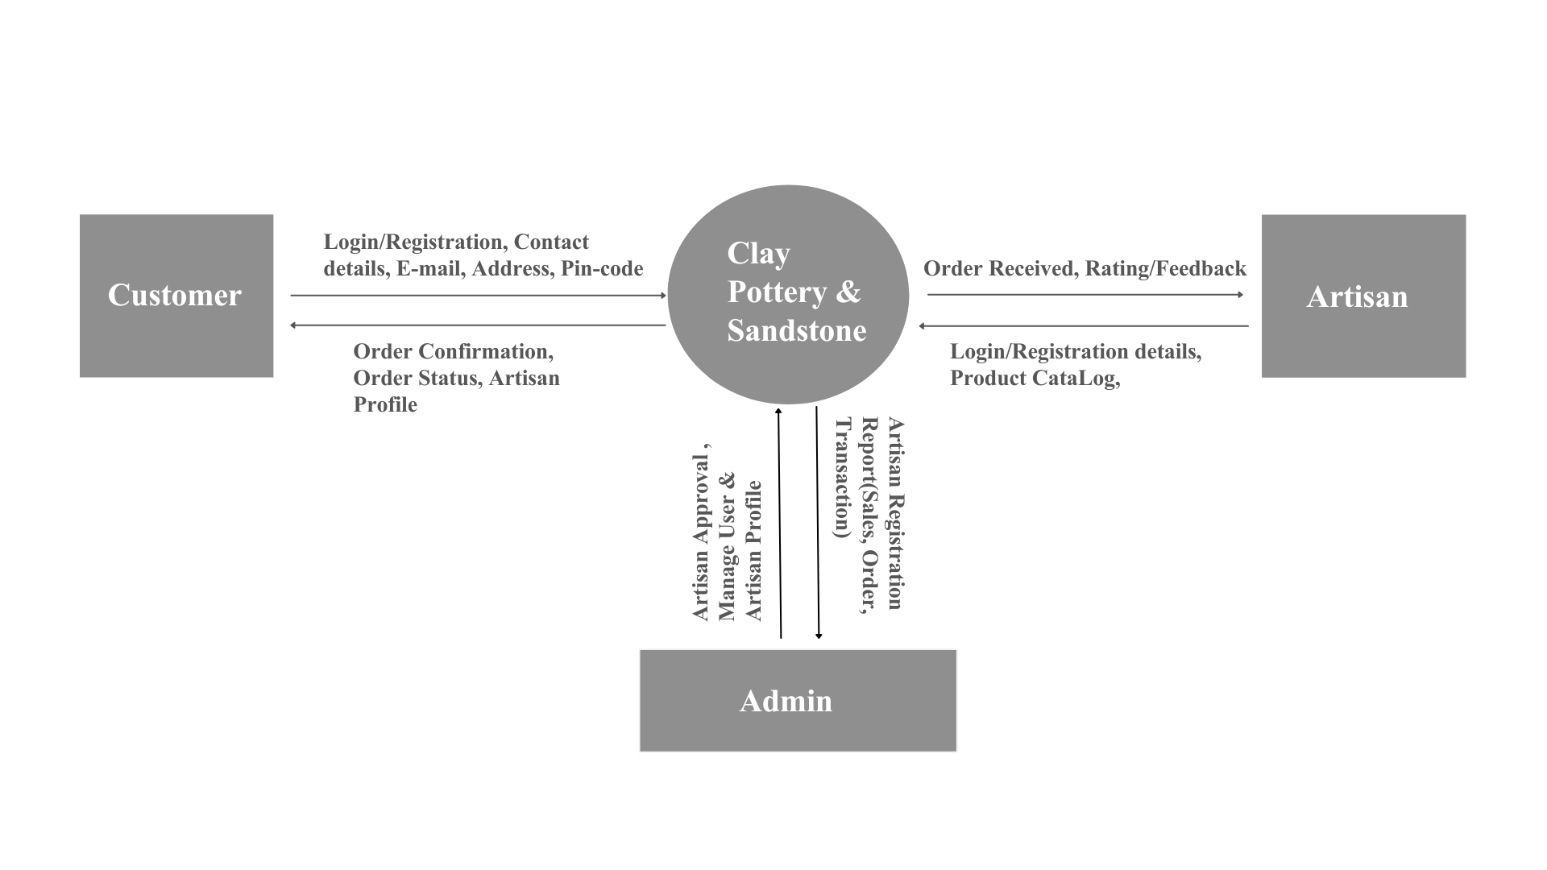 Customer
Login/Registration, Contact
details, E-mail, Address, Pin-code
Order Confirmation,
Order Status, Artisan
Profile
Clay
Pottery &
Sandstone
Order Received, Rating/Feedback
Login/Registration details,
Product CataLog,
Artisan
Artisan Approval ,
Manage User &
Artisan Profile
Artisan Registration
Report(Sales, Order,
Transaction)
Admin